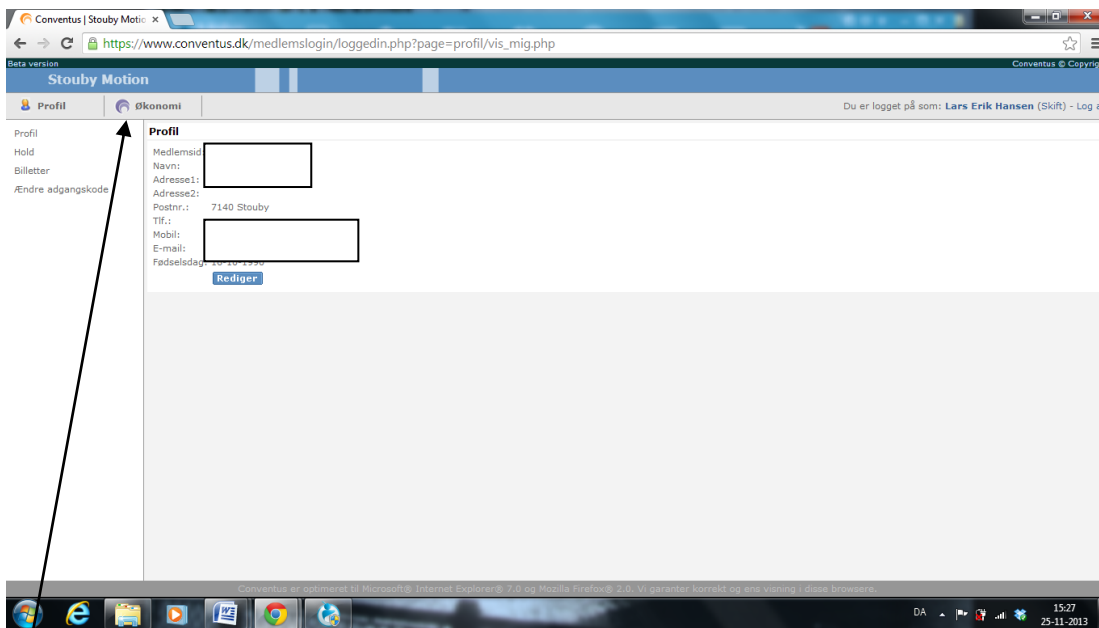 Conventus | Stouby Motio
https://www.conventus.dk/medlemslogin/loggedin.php?page=profil/vis_mig.php
Beta version
Conventus © Copyrig
Stouby Motion
Profil
Økonomi
Du er logget på som: Lars Erik Hansen (Skift) - Log a
Profil
Hold
Billetter
Ændre adgangskode
Profil
Medlemsid:
Navn:
Adresse1:
Adresse2:
Postnr.: 7140 Stouby
Tlf.:
Mobil:
E-mail:
Fødselsdag:
Rediger
Conventus er optimeret til Microsoft® Internet Explorer® 7.0 og Mozilla Firefox® 2.0. Vi garanter korrekt og ens visning i disse browsere.
DA
15:27
25-11-2013